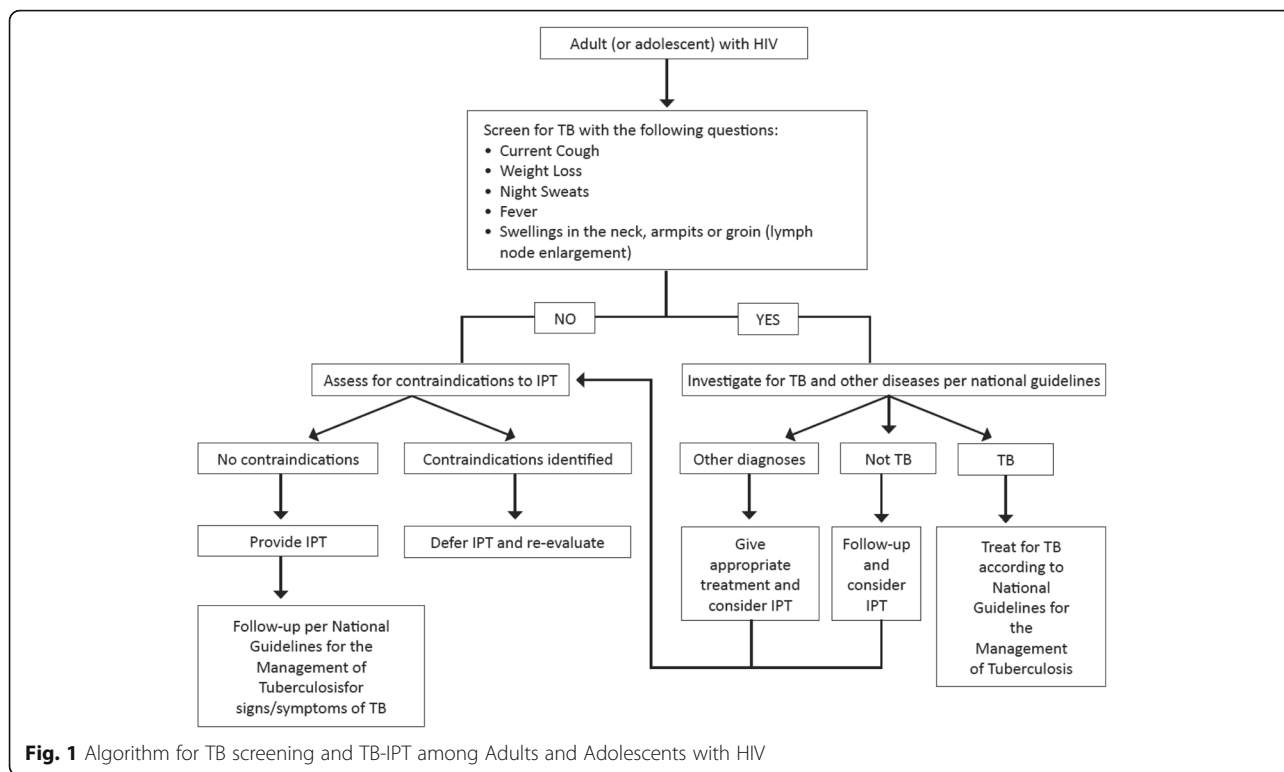 Adult (or adolescent) with HIV
Screen for TB with the following questions:
• Current Cough
• Weight Loss
• Night Sweats
• Fever
• Swellings in the neck, armpits or groin (lymph
node enlargement)
NO
YES
Assess for contraindications to IPT
Investigate for TB and other diseases per national guidelines
No contraindications
Contraindications identified
Other diagnoses
Not TB
TB
Provide IPT
Defer IPT and re-evaluate
Give
appropriate
treatment and
consider IPT
Follow-up
and
consider
IPT
Treat for TB
according to
National
Guidelines for
the
Management
of Tuberculosis
Follow-up per National
Guidelines for the
Management of
Tuberculosisfor
signs/symptoms of TB
Fig. 1 Algorithm for TB screening and TB-IPT among Adults and Adolescents with HIV